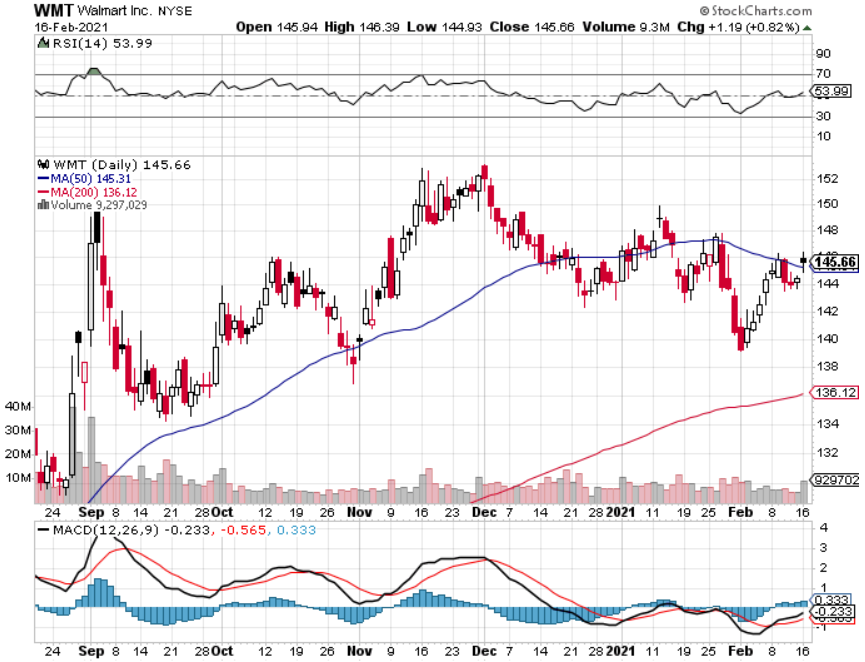 WMT Walmart Inc. NYSE © StockCharts.com
16-Feb-2021 Open 145.94 High 146.39 Low 144.93 Close 145.66 Volume 9.3M Chg +1.19 (+0.82%)
RSI(14) 53.99
90
70
53.99
30
10
WMT (Daily) 145.66
MA(50) 145.31
MA(200) 136.12
Volume 9,297,029
152
150
148
145.66
144
142
140
138
136.12
134
132
929702
40M
30M
20M
10M
24 Sep 8 14 21 28 Oct 12 19 26 Nov 9 16 23 Dec 7 14 21 28 2021 11 19 25 Feb 8 16
MACD(12,26,9) -0.233, -0.565, 0.333
4
3
2
1
0.333
-0.233
-1
24 Sep 8 14 21 28 Oct 12 19 26 Nov 9 16 23 Dec 7 14 21 28 2021 11 19 25 Feb 8 16